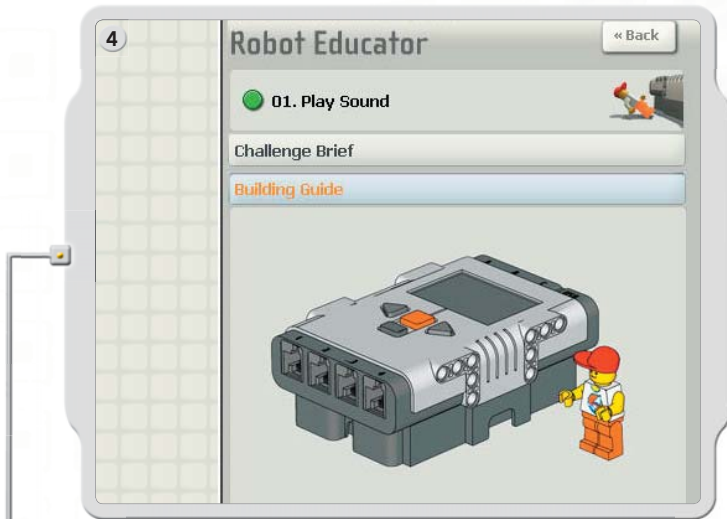 4
Robot Educator
« Back
01. Play Sound
Challenge Brief
Building Guide